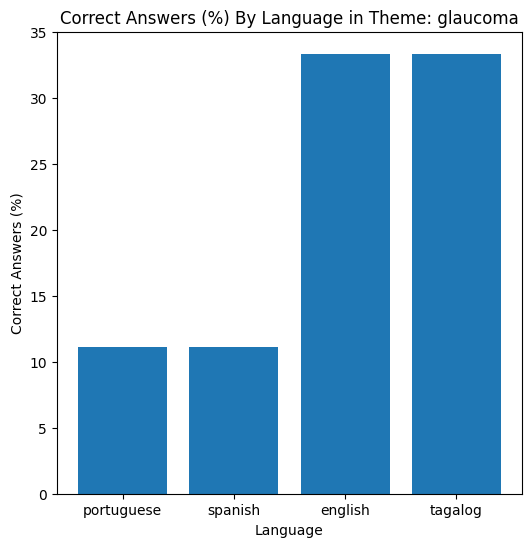 Correct Answers (%) By Language in Theme: glaucoma
35
30
25
20
15
10
5
0
Correct Answers (%)
portuguese spanish english tagalog
Language